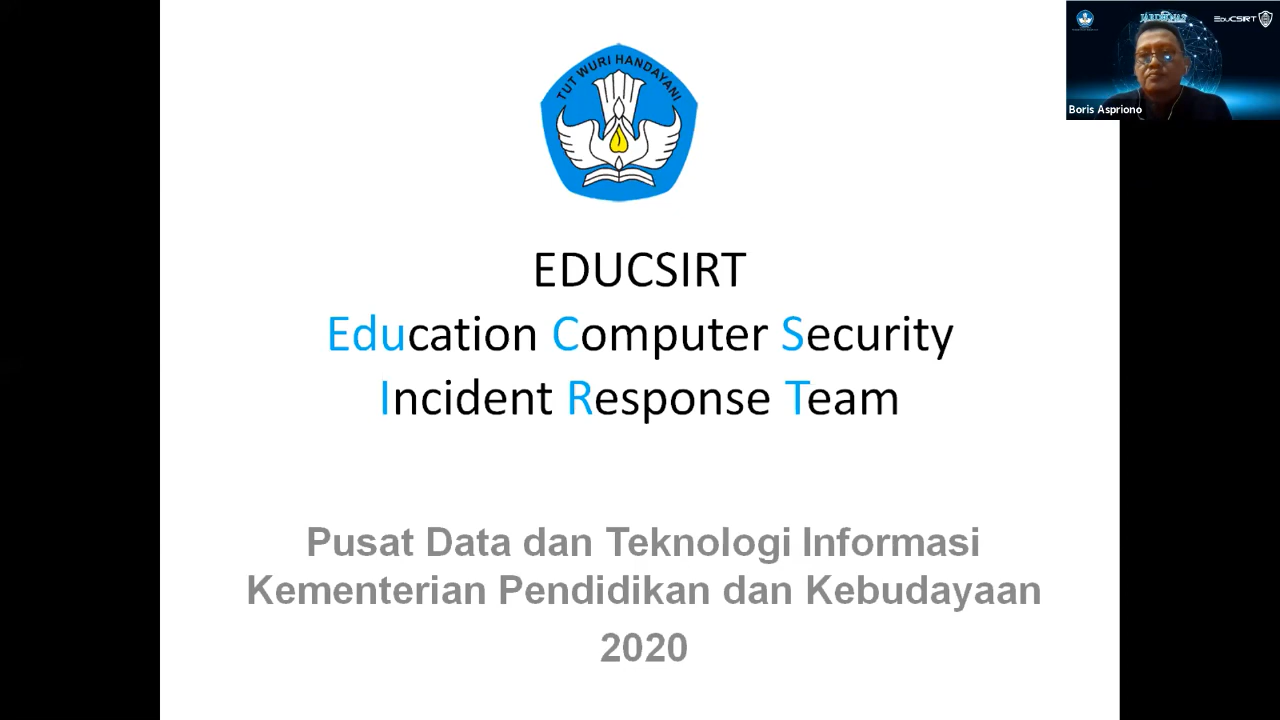 TUT WURI HANDAYANI
EDUCSIRT
Education Computer Security
Incident Response Team
Pusat Data dan Teknologi Informasi
Kementerian Pendidikan dan Kebudayaan
2020
JARDIKNAS
EDUCSIRT
Boris Aspriono